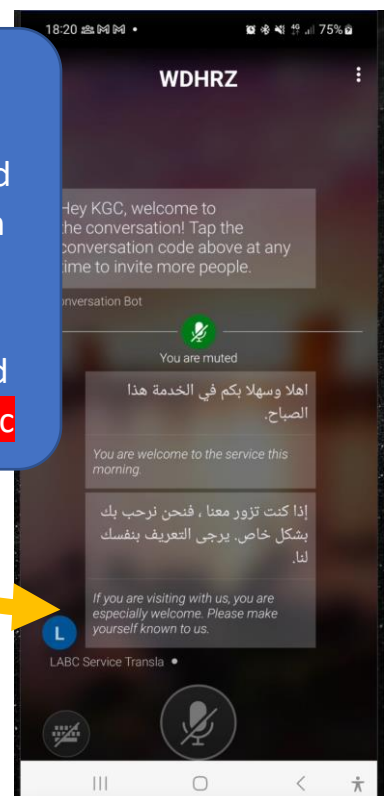 18:20
4G
75%
WDHRZ
Hey KGC, welcome to
the conversation! Tap the
conversation code above at any
time to invite more people.
Conversation Bot
You are muted
اهلا وسهلا بكم في الخدمة هذا
الصباح.
You are welcome to the service this
morning.
إذا كنت تزور معنا ، فنحن نرحب بك
بشكل خاص. يرجى التعريف بنفسك
لنا.
If you are visiting with us, you are
especially welcome. Please make
yourself known to us.
L
LABC Service Transla